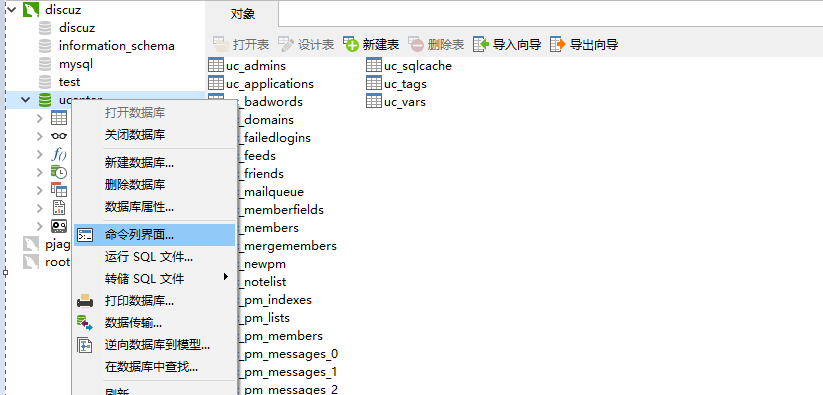 discuz
discuz
information_schema
mysql
test
f()
pjag
root
打开数据库
关闭数据库
新建数据库...
删除数据库
数据库属性...
命令列界面...
运行 SQL 文件...
转储 SQL 文件
打印数据库...
数据传输...
逆向数据库到模型...
在数据库中查找...
刷新
对象
打开表 设计表 新建表 删除表 导入向导 导出向导
uc_admins
uc_applications
_badwords
_domains
_failedlogins
_feeds
_friends
_mailqueue
_memberfields
_members
_mergemembers
_newpm
_notelist
_pm_indexes
_pm_lists
_pm_members
_pm_messages_0
_pm_messages_1
_pm_messages_2
uc_sqlcache
uc_tags
uc_vars